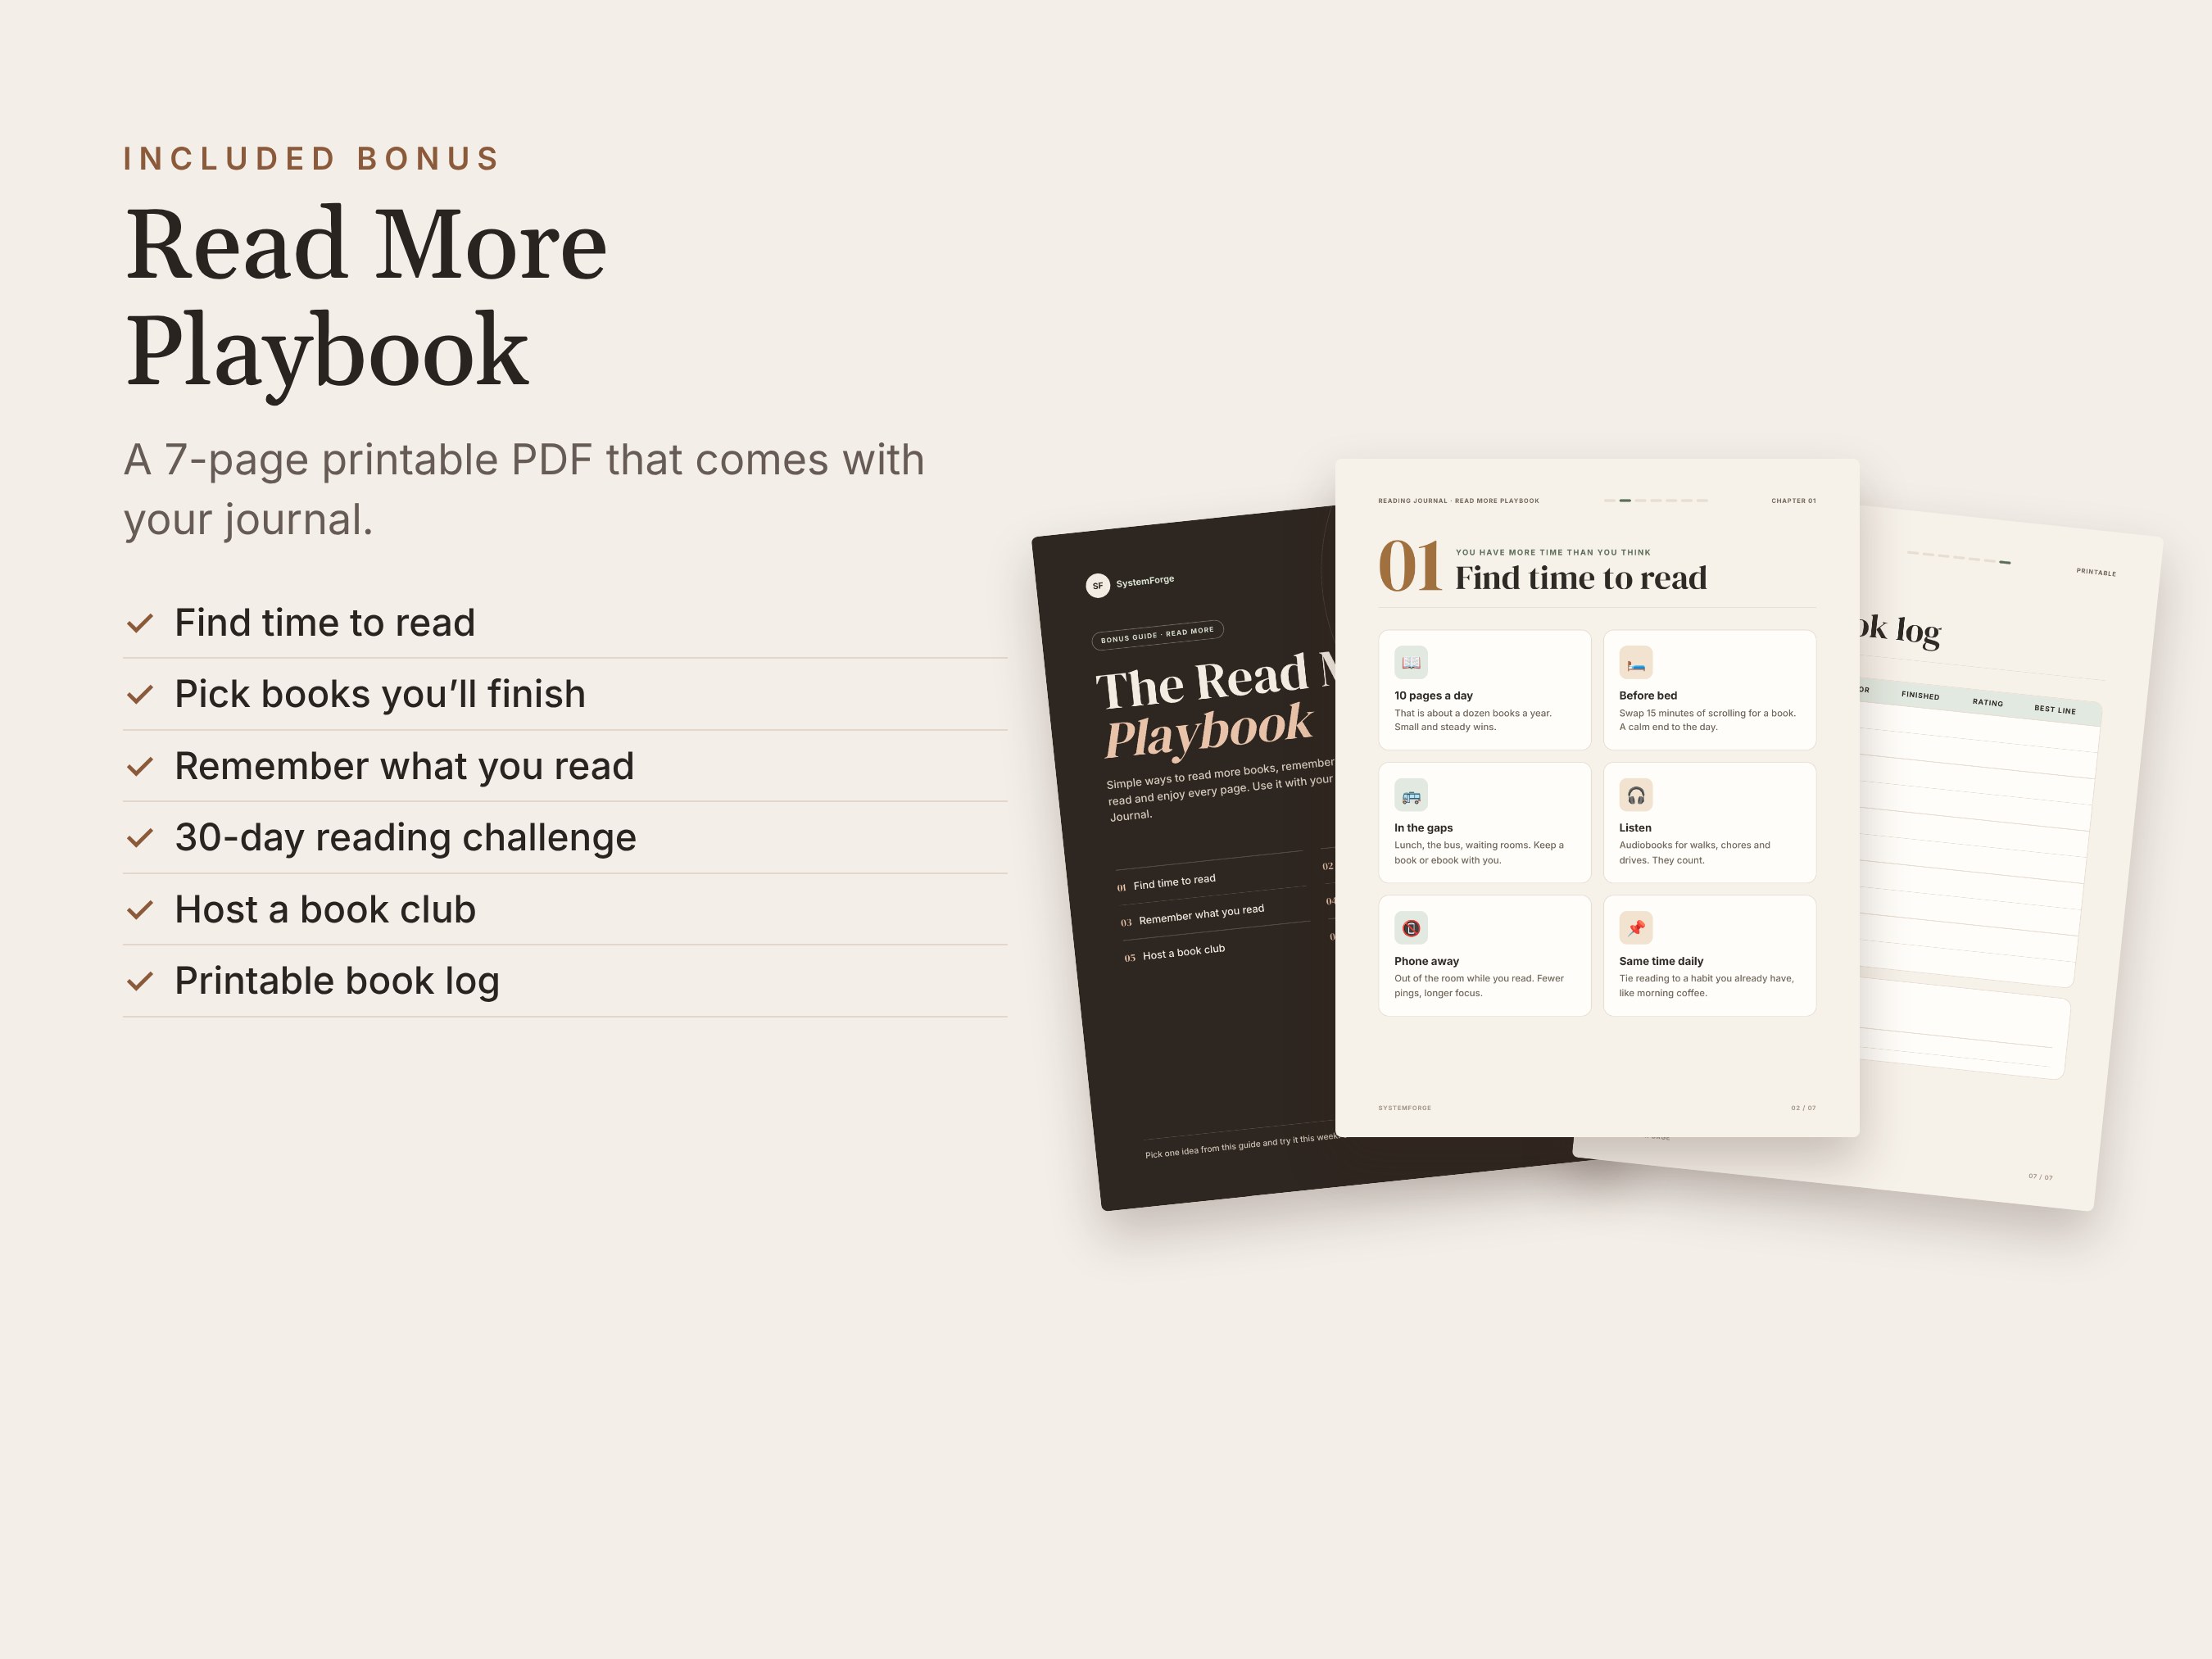 INCLUDED BONUS
Read More
Playbook
A 7-page printable PDF that comes with
your journal.
Find time to read
Pick books you’ll finish
Remember what you read
30-day reading challenge
Host a book club
Printable book log
SF SystemForge
BONUS GUIDE · READ MORE
The Read
Playbook
Simple ways to read more books, remember
read and enjoy every page. Use it with your
Journal.
01 Find time to read
02
03 Remember what you read
05 Host a book club
Pick one idea from this guide and try it this week.
READING JOURNAL · READ MORE PLAYBOOK
CHAPTER 01
01
YOU HAVE MORE TIME THAN YOU THINK
Find time to read
10 pages a day
That is about a dozen books a year.
Small and steady wins.
Before bed
Swap 15 minutes of scrolling for a book.
A calm end to the day.
In the gaps
Lunch, the bus, waiting rooms. Keep a
book or ebook with you.
Listen
Audiobooks for walks, chores and
drives. They count.
Phone away
Out of the room while you read. Fewer
pings, longer focus.
Same time daily
Tie reading to a habit you already have,
like morning coffee.
SYSTEMFORGE
02 / 07
PRINTABLE
log
FINISHED
RATING
BEST LINE
07 / 07